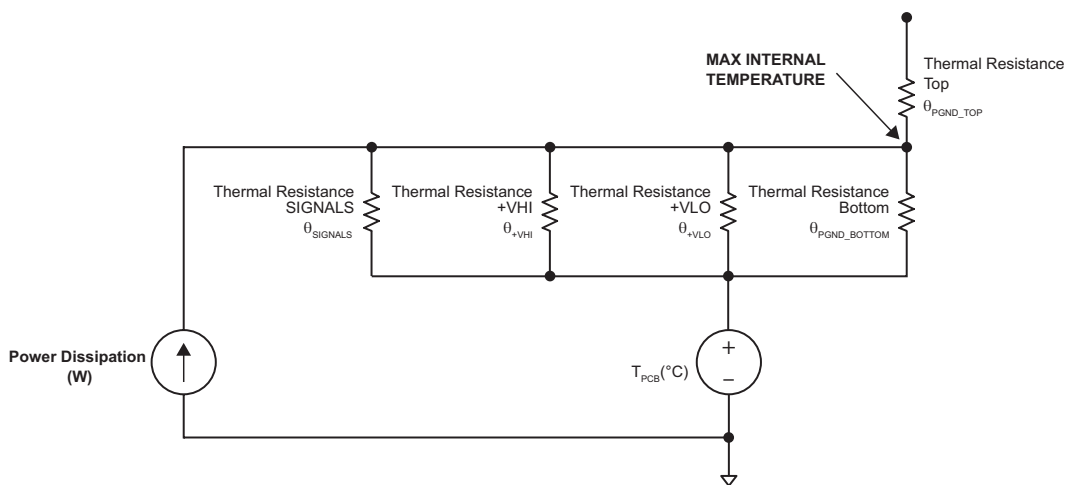 MAX INTERNAL
TEMPERATURE
Thermal Resistance
Top
θPGND_TOP
Thermal Resistance
SIGNALS
θSIGNALS
Thermal Resistance
+VHI
θ+VHI
Thermal Resistance
+VLO
θ+VLO
Thermal Resistance
Bottom
θPGND_BOTTOM
Power Dissipation
(W)
+
–
TPCB(°C)